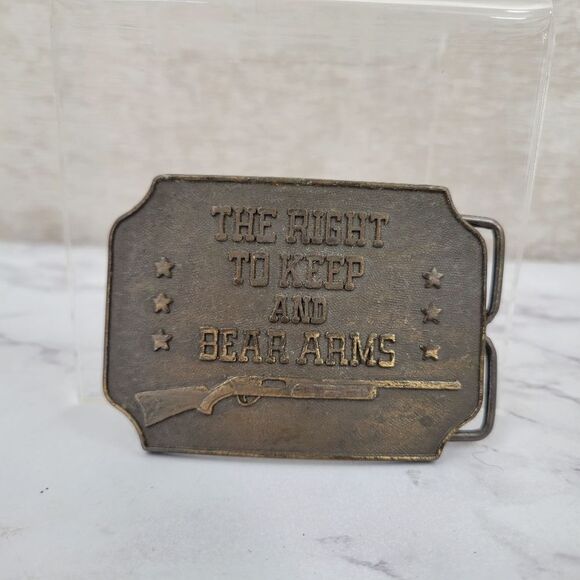 THE RIGHT
TO KEEP
AND
BEAR ARMS